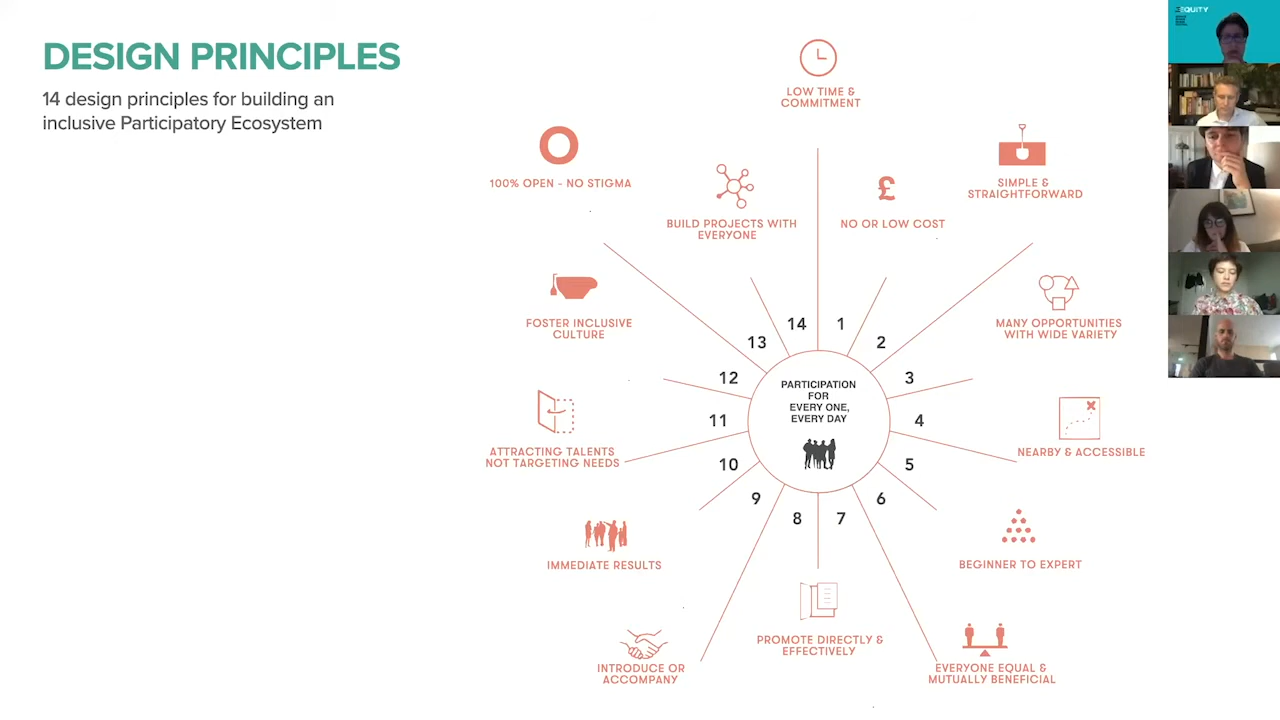 DESIGN PRINCIPLES
14 design principles for building an
inclusive Participatory Ecosystem
LOW TIME &
COMMITMENT
100% OPEN - NO STIGMA
SIMPLE &
STRAIGHTFORWARD
BUILD PROJECTS WITH
EVERYONE
£
NO OR LOW COST
FOSTER INCLUSIVE
CULTURE
MANY OPPORTUNITIES
WITH WIDE VARIETY
14
1
13
2
12
3
11
4
10
5
9
6
8
7
PARTICIPATION
FOR
EVERY ONE,
EVERY DAY
ATTRACTING TALENTS
NOT TARGETING NEEDS
NEARBY & ACCESSIBLE
IMMEDIATE RESULTS
BEGINNER TO EXPERT
INTRODUCE OR
ACCOMPANY
PROMOTE DIRECTLY &
EFFECTIVELY
EVERYONE EQUAL &
MUTUALLY BENEFICIAL
EQUITY